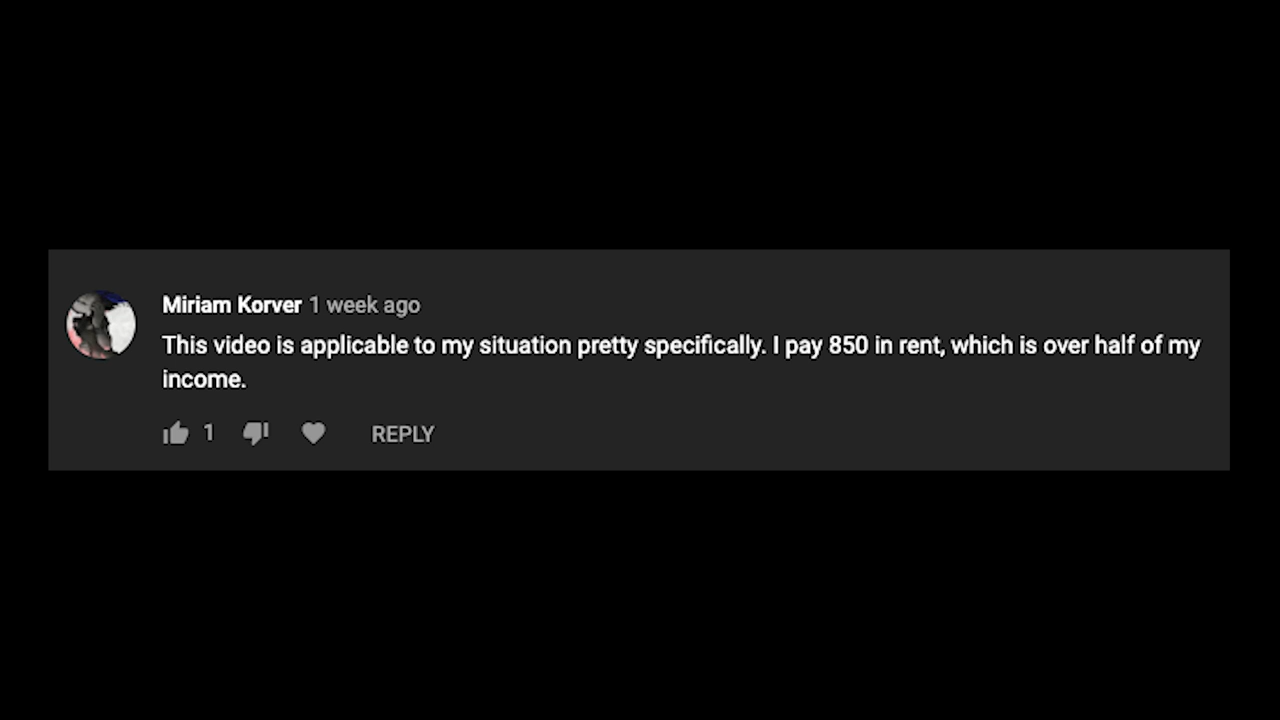 Miriam Korver 1 week ago
This video is applicable to my situation pretty specifically. I pay 850 in rent, which is over half of my
income.
1 REPLY